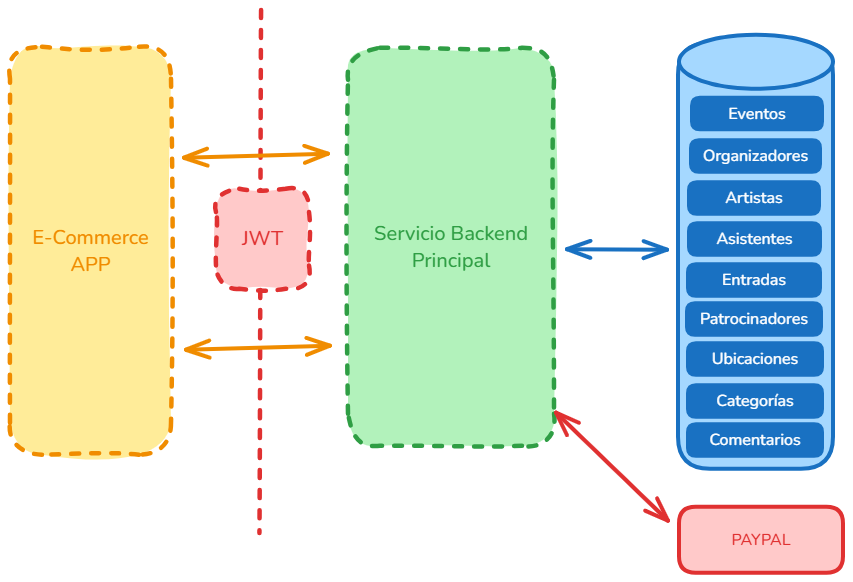 E-Commerce
APP
JWT
Servicio Backend
Principal
Eventos
Organizadores
Artistas
Asistentes
Entradas
Patrocinadores
Ubicaciones
Categorías
Comentarios
PAYPAL